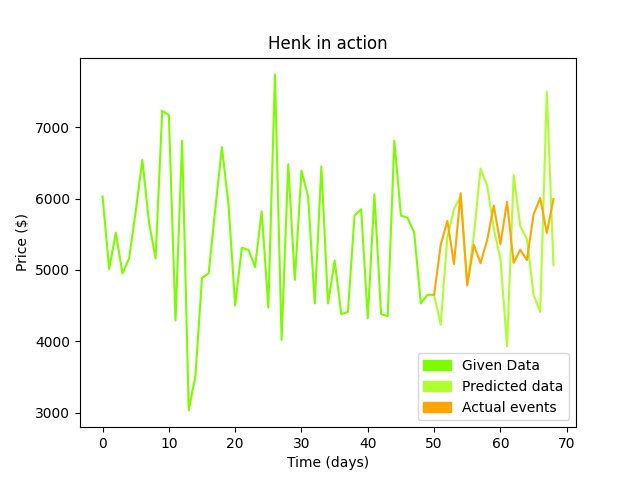 Henk in action
Price ($)
7000
6000
5000
4000
3000
0 10 20 30 40 50 60 70
Time (days)
Given Data
Predicted data
Actual events